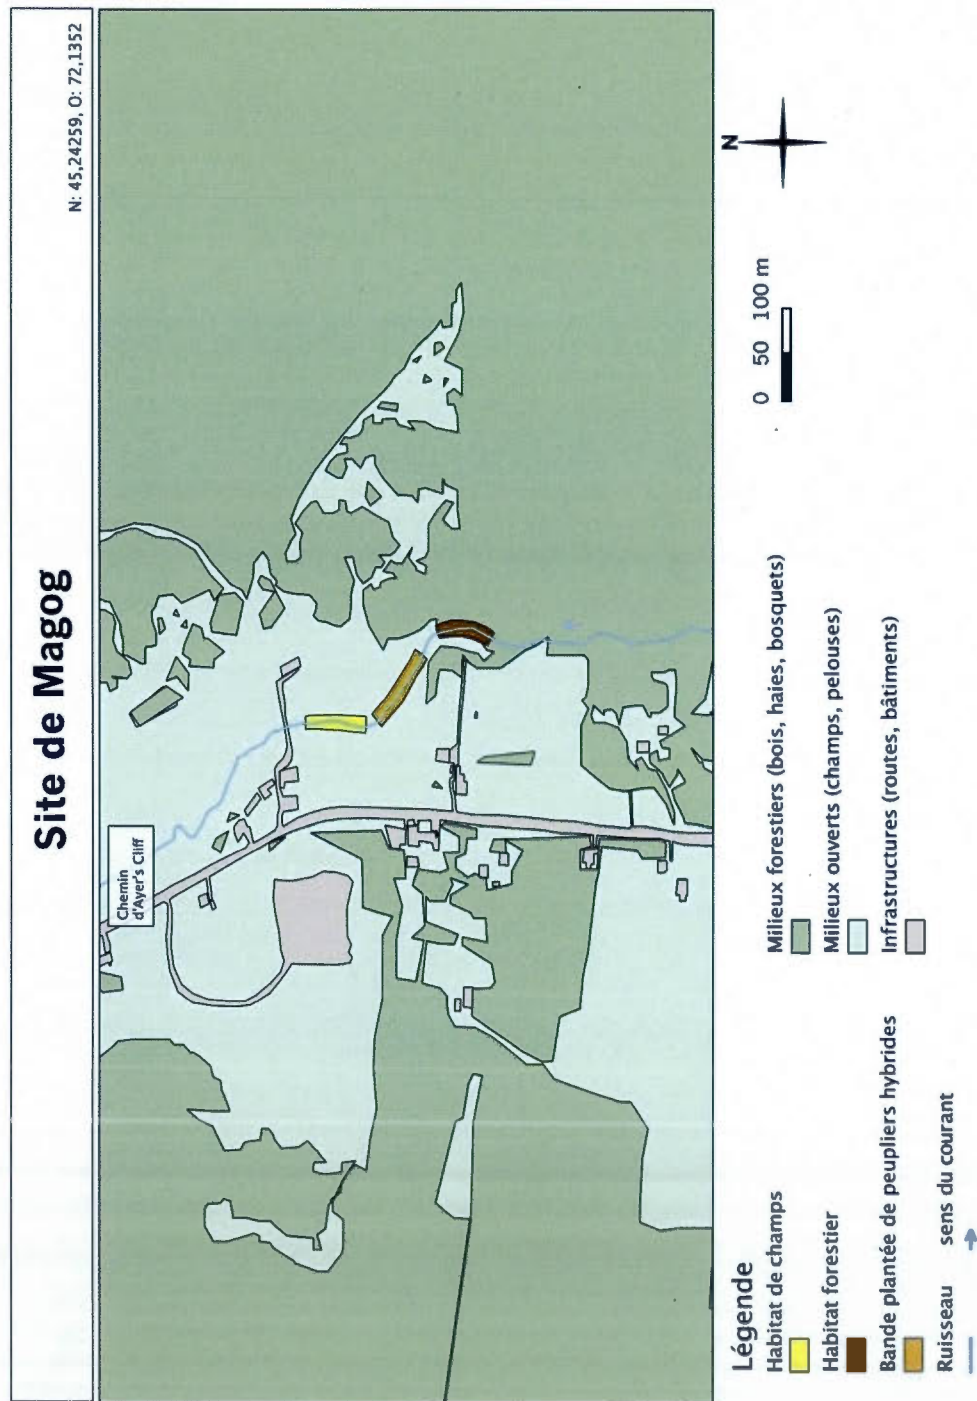 Site de Magog
N: 45,24259, O: 72,1352
Chemin
d'Ayer's Cliff
N
0 50 100 m
Légende
Habitat de champs
Habitat forestier
Bande plantée de peupliers hybrides
Ruisseau sens du courant
Milieux forestiers (bois, haies, bosquets)
Milieux ouverts (champs, pelouses)
Infrastructures (routes, bâtiments)